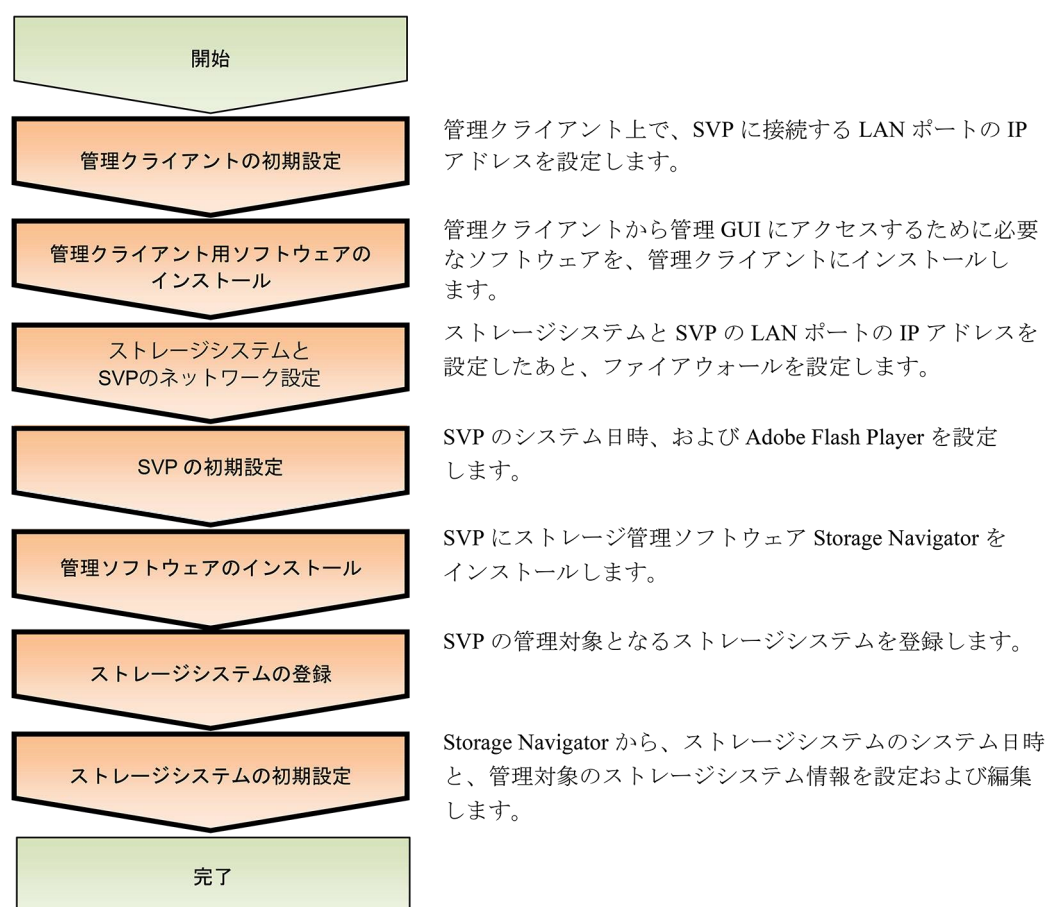 開始
管理クライアントの初期設定
管理クライアント上で、SVP に接続する LAN ポートの IP
アドレスを設定します。
管理クライアント用ソフトウェアの
インストール
管理クライアントから管理 GUI にアクセスするために必要
なソフトウェアを、管理クライアントにインストールし
ます。
ストレージシステムと
SVPのネットワーク設定
ストレージシステムと SVP の LAN ポートの IP アドレスを
設定したあと、ファイアウォールを設定します。
SVP の初期設定
SVP のシステム日時、および Adobe Flash Player を設定
します。
管理ソフトウェアのインストール
SVP にストレージ管理ソフトウェア Storage Navigator を
インストールします。
ストレージシステムの登録
SVP の管理対象となるストレージシステムを登録します。
ストレージシステムの初期設定
Storage Navigator から、ストレージシステムのシステム日時
と、管理対象のストレージシステム情報を設定および編集
します。
完了